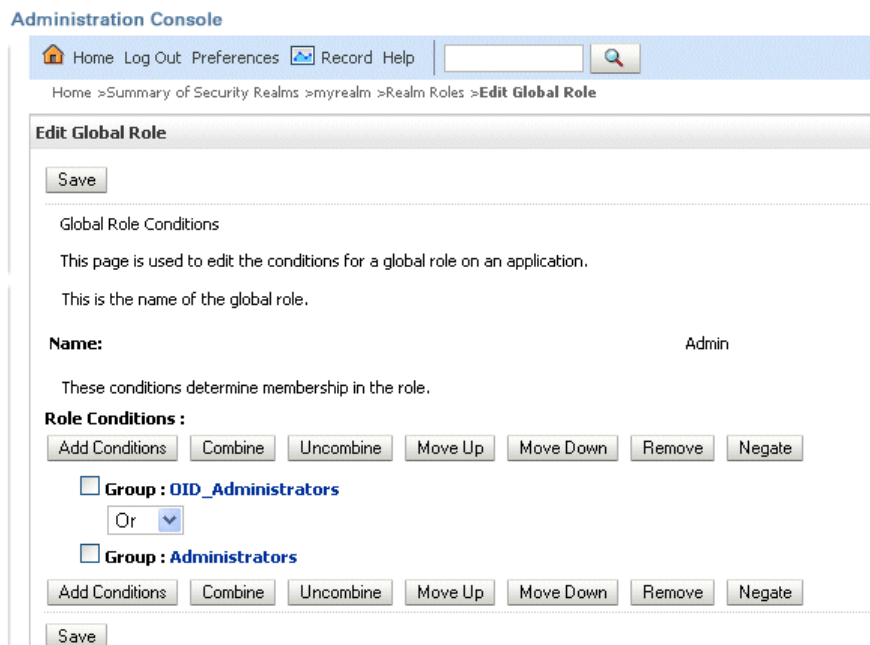 Administration Console
Home Log Out Preferences Record Help
Home >Summary of Security Realms >myrealm >Realm Roles >Edit Global Role
Edit Global Role
Save
Global Role Conditions
This page is used to edit the conditions for a global role on an application.
This is the name of the global role.
Name: Admin
These conditions determine membership in the role.
Role Conditions :
Add Conditions Combine Uncombine Move Up Move Down Remove Negate
Group : OID_Administrators
Or
Group : Administrators
Add Conditions Combine Uncombine Move Up Move Down Remove Negate
Save